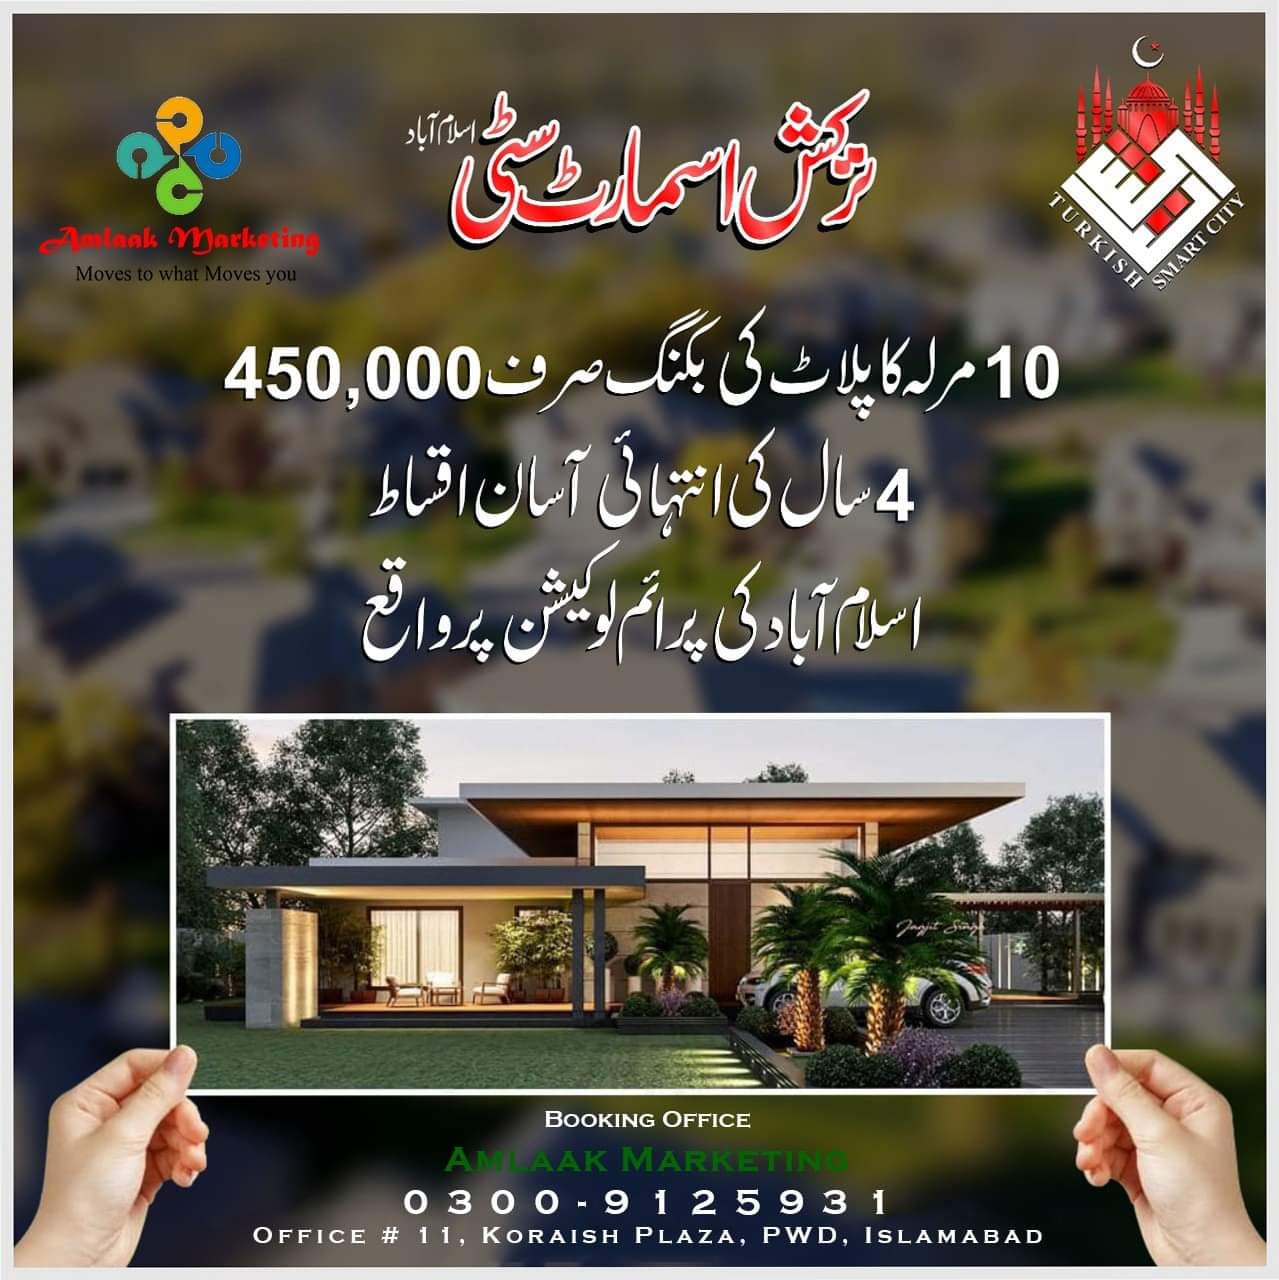 Amlaak Marketing
Moves to what Moves you
ترکش اسمارٹ سٹی
اسلام آباد
TURKISH SMART CITY
10 مرلہ کا پلاٹ کی بکنگ صرف 450,000
4 سال کی انتہائی آسان اقساط
اسلام آباد کی پرائم لوکیشن پر واقع
Jagjit Singh
BOOKING OFFICE
AMLAAK MARKETING
0300-9125931
OFFICE # 11, KORAISH PLAZA, PWD, ISLAMABAD